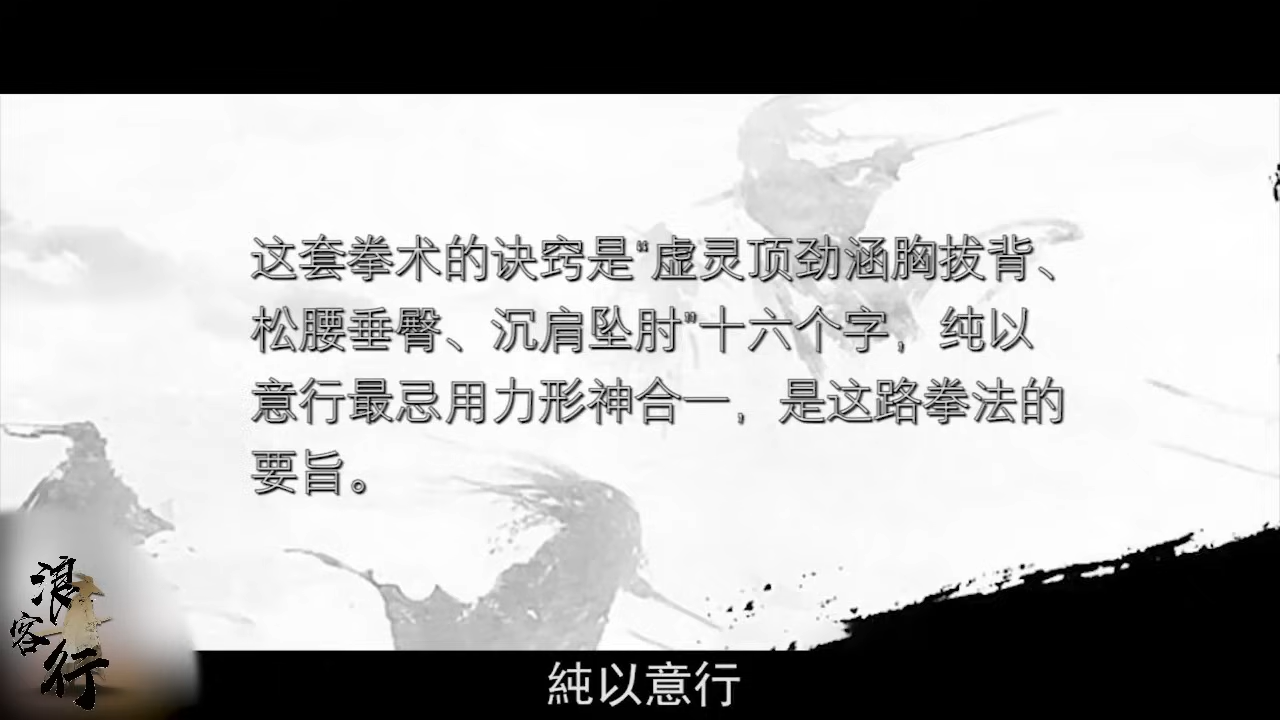 这套拳术的诀窍是“虚灵顶劲涵胸拔背、
松腰垂臀、沉肩坠肘”十六个字，纯以
意行最忌用力形神合一，是这路拳法的
要旨。
浪客行
純以意行